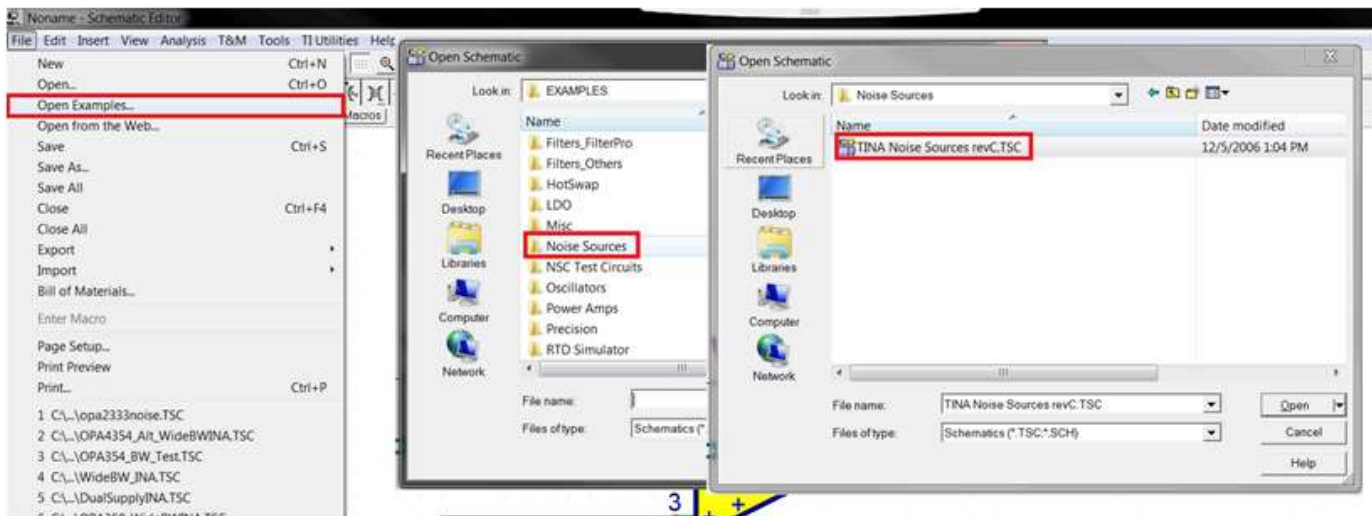 Noname - Schematic Editor
File Edit Insert View Analysis T&M Tools TI Utilities Help
New Ctrl+N
Open... Ctrl+O
Open Examples...
Open from the Web...
Save Ctrl+S
Save As...
Save All
Close Ctrl+F4
Close All
Export
Import
Bill of Materials...
Enter Macro
Page Setup...
Print Preview
Print... Ctrl+P
1 C:\...\opa2333noise.TSC
2 C:\...\OPA4354_Alt_WideBWINA.TSC
3 C:\...\OPA354_BW_Test.TSC
4 C:\...\WideBW_INA.TSC
5 C:\...\DualSupplyINA.TSC
Macros
Open Schematic
Look in: EXAMPLES
Name
Recent Places
Desktop
Libraries
Computer
Network
Filters_FilterPro
Filters_Others
HotSwap
LDO
Misc
Noise Sources
NSC Test Circuits
Oscillators
Power Amps
Precision
RTD Simulator
File name:
Files of type: Schematics (*.
Open Schematic
Look in: Noise Sources
Name Date modified
TINA Noise Sources revC.TSC 12/5/2006 1:04 PM
Recent Places
Desktop
Libraries
Computer
Network
File name: TINA Noise Sources revC.TSC Open
Files of type: Schematics (*.TSC;*.SCH) Cancel
Help
3 +